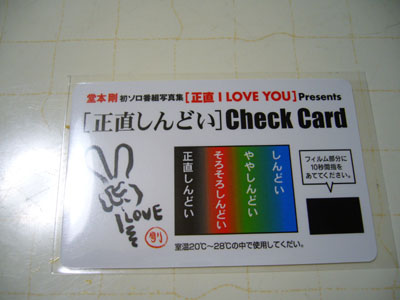 堂本剛 初ソロ番組写真集 [正直 I LOVE YOU] Presents
[正直しんどい] Check Card
正直しんどい
そろそろしんどい
ややしんどい
しんどい
フィルム部分に
10秒間指を
あててください。
I LOVE
剛
室温20℃〜28℃の中で使用してください。